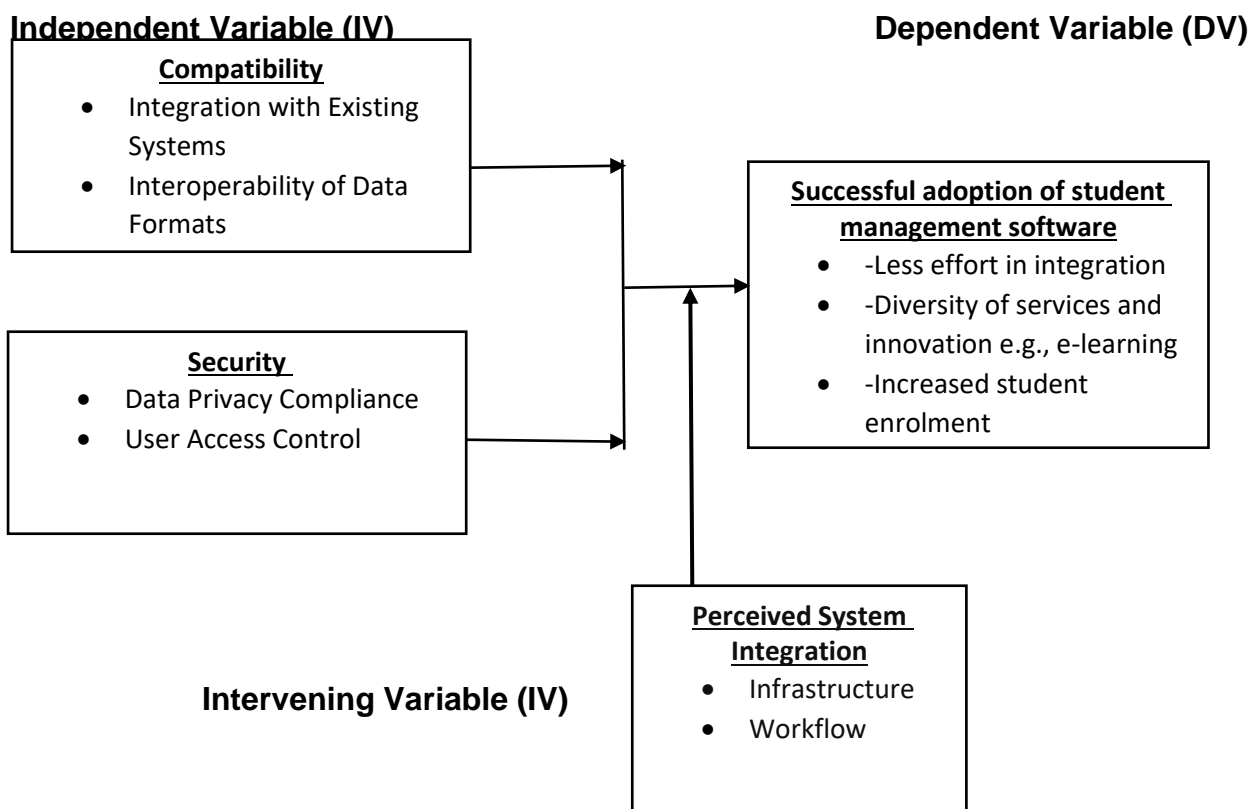 Independent Variable (IV)
Dependent Variable (DV)
Compatibility
• Integration with Existing
Systems
• Interoperability of Data
Formats
Successful adoption of student
management software
• -Less effort in integration
• -Diversity of services and
innovation e.g., e-learning
• -Increased student
enrolment
Security
• Data Privacy Compliance
• User Access Control
Perceived System
Integration
• Infrastructure
• Workflow
Intervening Variable (IV)